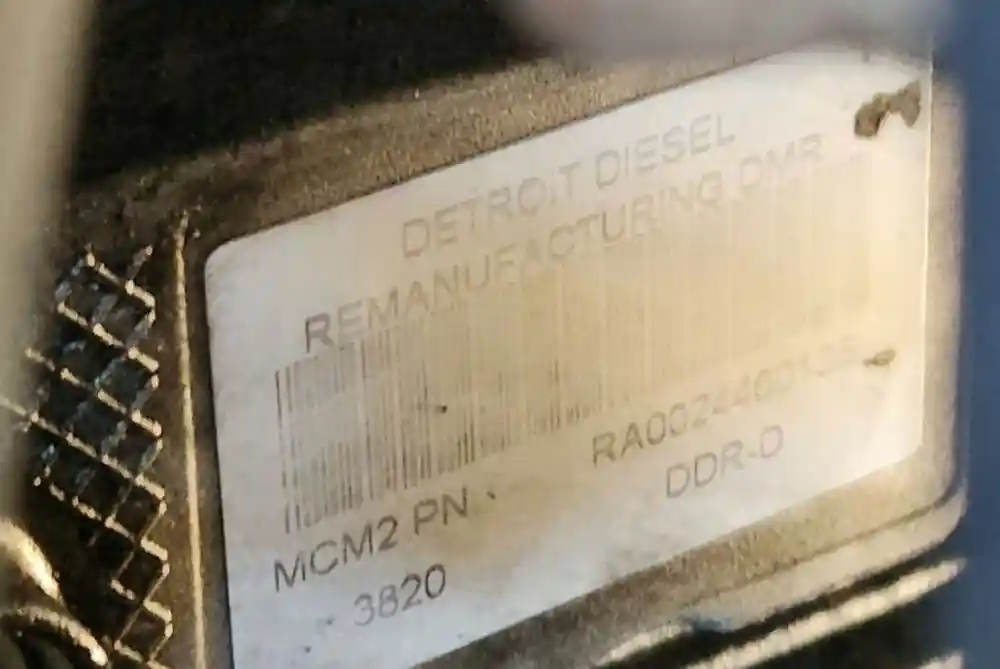 DETROIT DIESEL
REMANUFACTURING DMR
MCM2 PN
3820 DDR-D